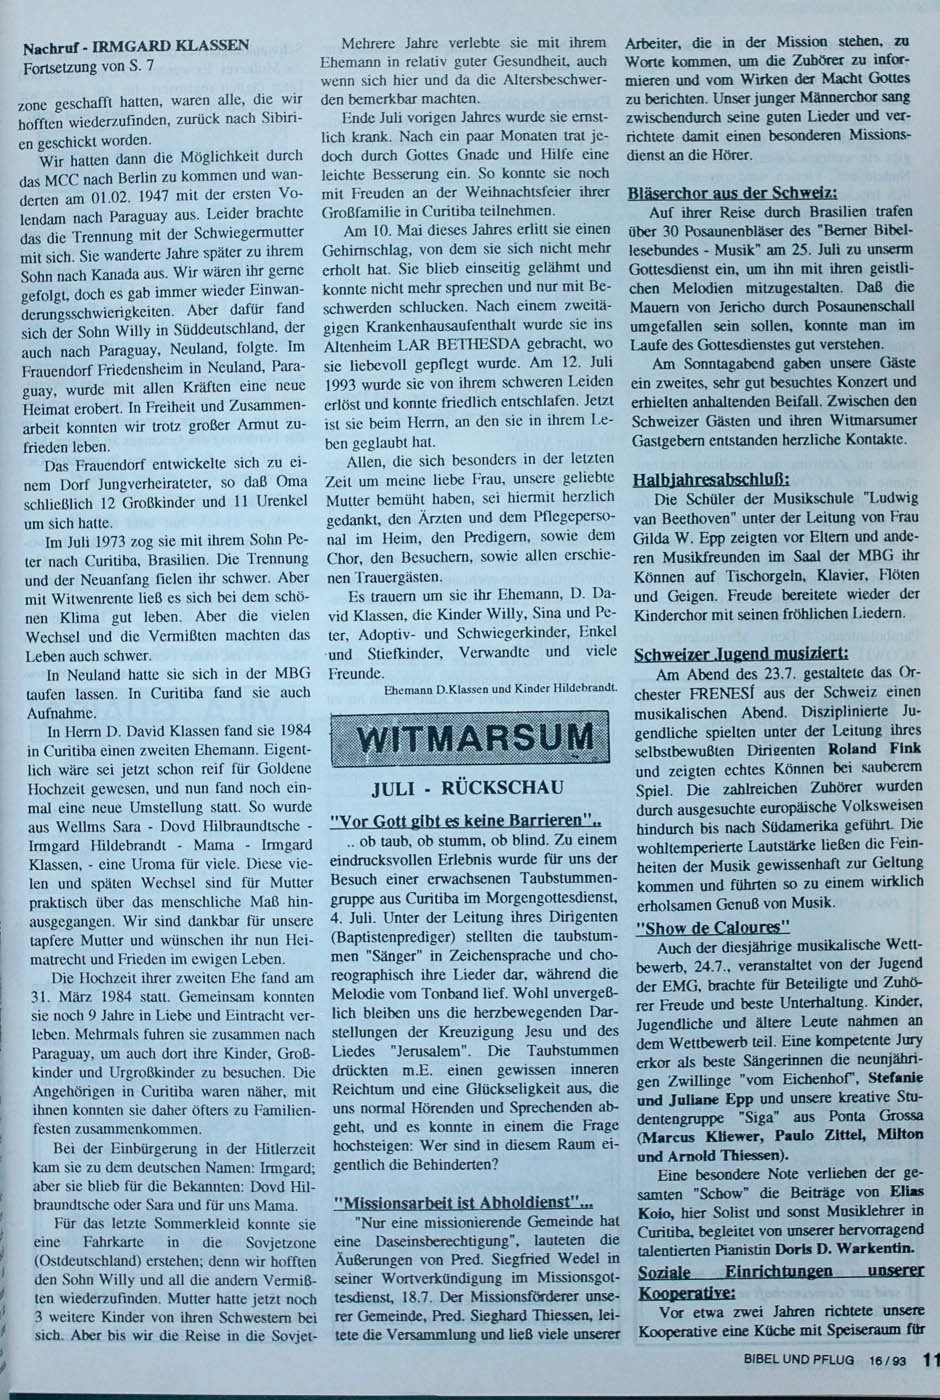 Nachruf - IRMGARD KLASSEN
Fortsetzung von S. 7
zone geschafft hatten, waren alle, die wir
hofften wiederzufinden, zurück nach Sibiri-
en geschickt worden.
Wir hatten dann die Möglichkeit durch
das MCC nach Berlin zu kommen und wan-
derten am 01.02. 1947 mit der ersten Vo-
lendam nach Paraguay aus. Leider brachte
das die Trennung mit der Schwiegermutter
mit sich. Sie wanderte Jahre später zu ihrem
Sohn nach Kanada aus. Wir wären ihr gerne
gefolgt, doch es gab immer wieder Einwan-
derungsschwierigkeiten. Aber dafür fand
sich der Sohn Willy in Süddeutschland, der
auch nach Paraguay, Neuland, folgte. Im
Frauendorf Friedensheim in Neuland, Para-
guay, wurde mit allen Kräften eine neue
Heimat erobert. In Freiheit und Zusammen-
arbeit konnten wir trotz großer Armut zu-
frieden leben.
Das Frauendorf entwickelte sich zu ei-
nem Dorf Jungverheirateter, so daß Oma
schließlich 12 Großkinder und 11 Urenkel
um sich hatte.
Im Juli 1973 zog sie mit ihrem Sohn Pe-
ter nach Curitiba, Brasilien. Die Trennung
und der Neuanfang fielen ihr schwer. Aber
mit Witwenrente ließ es sich bei dem schö-
nen Klima gut leben. Aber die vielen
Wechsel und die Vermißten machten das
Leben auch schwer.
In Neuland hatte sie sich in der MBG
taufen lassen. In Curitiba fand sie auch
Aufnahme.
In Herrn D. David Klassen fand sie 1984
in Curitiba einen zweiten Ehemann. Eigent-
lich wäre sei jetzt schon reif für Goldene
Hochzeit gewesen, und nun fand noch ein-
mal eine neue Umstellung statt. So wurde
aus Wellms Sara - Dovd Hilbraundtsche -
Irmgard Hildebrandt - Mama - Irmgard
Klassen, - eine Uroma für viele. Diese vie-
len und späten Wechsel sind für Mutter
praktisch über das menschliche Maß hin-
ausgegangen. Wir sind dankbar für unsere
tapfere Mutter und wünschen ihr nun Hei-
matrecht und Frieden im ewigen Leben.
Die Hochzeit ihrer zweiten Ehe fand am
31. März 1984 statt. Gemeinsam konnten
sie noch 9 Jahre in Liebe und Eintracht ver-
leben. Mehrmals fuhren sie zusammen nach
Paraguay, um auch dort ihre Kinder, Groß-
kinder und Urgroßkinder zu besuchen. Die
Angehörigen in Curitiba waren näher, mit
ihnen konnten sie daher öfters zu Familien-
festen zusammenkommen.
Bei der Einbürgerung in der Hitlerzeit
kam sie zu dem deutschen Namen: Irmgard;
aber sie blieb für die Bekannten: Dovd Hil-
braundtsche oder Sara und für uns Mama.
Für das letzte Sommerkleid konnte sie
eine Fahrkarte in die Sovjetzone
(Ostdeutschland) erstehen; denn wir hofften
den Sohn Willy und all die andern Vermiß-
ten wiederzufinden. Mutter hatte jetzt noch
3 weitere Kinder von ihren Schwestern bei
sich. Aber bis wir die Reise in die Sovjet-
Mehrere Jahre verlebte sie mit ihrem
Ehemann in relativ guter Gesundheit, auch
wenn sich hier und da die Altersbeschwer-
den bemerkbar machten.
Ende Juli vorigen Jahres wurde sie ernst-
lich krank. Nach ein paar Monaten trat je-
doch durch Gottes Gnade und Hilfe eine
leichte Besserung ein. So konnte sie noch
mit Freuden an der Weihnachtsfeier ihrer
Großfamilie in Curitiba teilnehmen.
Am 10. Mai dieses Jahres erlitt sie einen
Gehirnschlag, von dem sie sich nicht mehr
erholt hat. Sie blieb einseitig gelähmt und
konnte nicht mehr sprechen und nur mit Be-
schwerden schlucken. Nach einem zweitä-
gigen Krankenhausaufenthalt wurde sie ins
Altenheim LAR BETHESDA gebracht, wo
sie liebevoll gepflegt wurde. Am 12. Juli
1993 wurde sie von ihrem schweren Leiden
erlöst und konnte friedlich entschlafen. Jetzt
ist sie beim Herrn, an den sie in ihrem Le-
ben geglaubt hat.
Allen, die sich besonders in der letzten
Zeit um meine liebe Frau, unsere geliebte
Mutter bemüht haben, sei hiermit herzlich
gedankt, den Ärzten und dem Pflegeperso-
nal im Heim, den Predigern, sowie dem
Chor, den Besuchern, sowie allen erschie-
nen Trauergästen.
Es trauern um sie ihr Ehemann, D. Da-
vid Klassen, die Kinder Willy, Sina und Pe-
ter, Adoptiv- und Schwiegerkinder, Enkel
und Stiefkinder, Verwandte und viele
Freunde.
Ehemann D.Klassen und Kinder Hildebrandt.
WITMARSUM
JULI - RÜCKSCHAU
"Vor Gott gibt es keine Barrieren"..
.. ob taub, ob stumm, ob blind. Zu einem
eindrucksvollen Erlebnis wurde für uns der
Besuch einer erwachsenen Taubstummen-
gruppe aus Curitiba im Morgengottesdienst,
4. Juli. Unter der Leitung ihres Dirigenten
(Baptistenprediger) stellten die taubstum-
men "Sänger" in Zeichensprache und cho-
reographisch ihre Lieder dar, während die
Melodie vom Tonband lief. Wohl unvergeß-
lich bleiben uns die herzbewegenden Dar-
stellungen der Kreuzigung Jesu und des
Liedes "Jerusalem". Die Taubstummen
drückten m.E. einen gewissen inneren
Reichtum und eine Glückseligkeit aus, die
uns normal Hörenden und Sprechenden ab-
geht, und es konnte in einem die Frage
hochsteigen: Wer sind in diesem Raum ei-
gentlich die Behinderten?
"Missionsarbeit ist Abholdienst"...
"Nur eine missionierende Gemeinde hat
eine Daseinsberechtigung", lauteten die
Äußerungen von Pred. Siegfried Wedel in
seiner Wortverkündigung im Missionsgot-
tesdienst, 18.7. Der Missionsförderer unse-
rer Gemeinde, Pred. Sieghard Thiessen, lei-
tete die Versammlung und ließ viele unserer
Arbeiter, die in der Mission stehen, zu
Worte kommen, um die Zuhörer zu infor-
mieren und vom Wirken der Macht Gottes
zu berichten. Unser junger Männerchor sang
zwischendurch seine guten Lieder und ver-
richtete damit einen besonderen Missions-
dienst an die Hörer.
Bläserchor aus der Schweiz:
Auf ihrer Reise durch Brasilien trafen
über 30 Posaunenbläser des "Berner Bibel-
lesebundes - Musik" am 25. Juli zu unserm
Gottesdienst ein, um ihn mit ihren geistli-
chen Melodien mitzugestalten. Daß die
Mauern von Jericho durch Posaunenschall
umgefallen sein sollen, konnte man im
Laufe des Gottesdienstes gut verstehen.
Am Sonntagabend gaben unsere Gäste
ein zweites, sehr gut besuchtes Konzert und
erhielten anhaltenden Beifall. Zwischen den
Schweizer Gästen und ihren Witmarsumer
Gastgebern entstanden herzliche Kontakte.
Halbjahresabschluß:
Die Schüler der Musikschule "Ludwig
van Beethoven" unter der Leitung von Frau
Gilda W. Epp zeigten vor Eltern und ande-
ren Musikfreunden im Saal der MBG ihr
Können auf Tischorgeln, Klavier, Flöten
und Geigen. Freude bereitete wieder der
Kinderchor mit seinen fröhlichen Liedern.
Schweizer Jugend musiziert:
Am Abend des 23.7. gestaltete das Or-
chester FRENESÍ aus der Schweiz einen
musikalischen Abend. Disziplinierte Ju-
gendliche spielten unter der Leitung ihres
selbstbewußten Dirigenten Roland Fink
und zeigten echtes Können bei sauberem
Spiel. Die zahlreichen Zuhörer wurden
durch ausgesuchte europäische Volksweisen
hindurch bis nach Südamerika geführt. Die
wohltemperierte Lautstärke ließen die Fein-
heiten der Musik gewissenhaft zur Geltung
kommen und führten so zu einem wirklich
erholsamen Genuß von Musik.
"Show de Caloures"
Auch der diesjährige musikalische Wett-
bewerb, 24.7., veranstaltet von der Jugend
der EMG, brachte für Beteiligte und Zuhö-
rer Freude und beste Unterhaltung. Kinder,
Jugendliche und ältere Leute nahmen an
dem Wettbewerb teil. Eine kompetente Jury
erkor als beste Sängerinnen die neunjähri-
gen Zwillinge "vom Eichenhof", Stefanie
und Juliane Epp und unsere kreative Stu-
dentengruppe "Siga" aus Ponta Grossa
(Marcus Kliewer, Paulo Zittel, Milton
und Arnold Thiessen).
Eine besondere Note verliehen der ge-
samten "Schow" die Beiträge von Elias
Koio, hier Solist und sonst Musiklehrer in
Curitiba, begleitet von unserer hervorragend
talentierten Pianistin Doris D. Warkentin.
Soziale Einrichtungen unserer
Kooperative:
Vor etwa zwei Jahren richtete unsere
Kooperative eine Küche mit Speiseraum für
BIBEL UND PFLUG 16/93 11